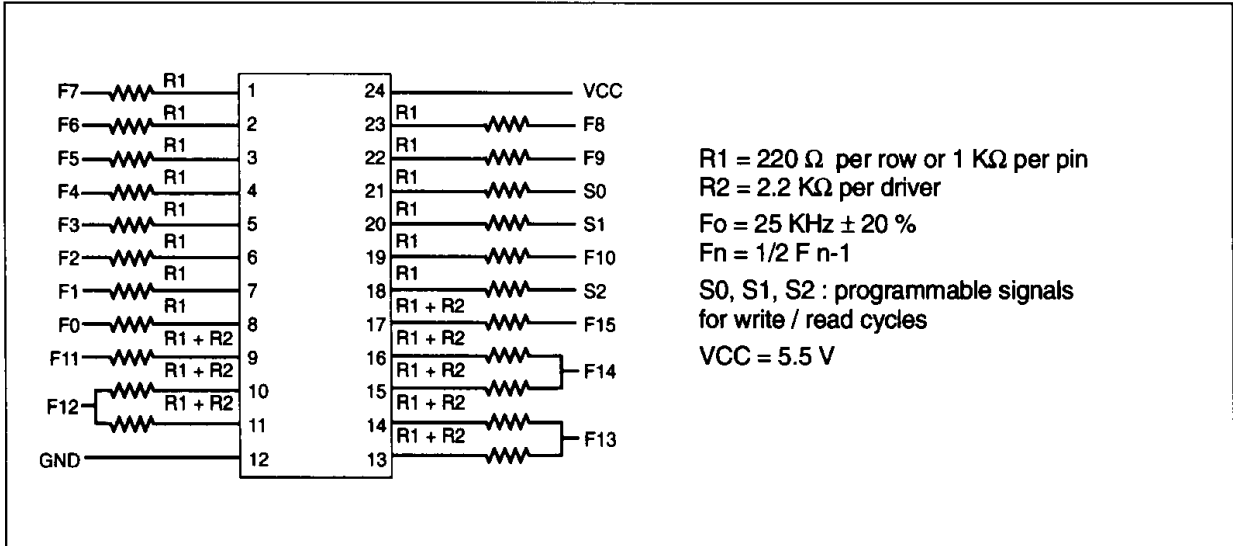 F7 R1 1 24 VCC
F6 R1 2 23 R1 F8
F5 R1 3 22 R1 F9
F4 R1 4 21 R1 S0
F3 R1 5 20 R1 S1
F2 R1 6 19 R1 F10
F1 R1 7 18 R1 S2
F0 R1 8 17 R1 + R2 F15
F11 R1 + R2 9 16 R1 + R2
F14
R1 + R2 10 15 R1 + R2
F12
R1 + R2 11 14 R1 + R2
F13
GND 12 13 R1 + R2
R1 = 220 Ω per row or 1 KΩ per pin
R2 = 2.2 KΩ per driver
Fo = 25 KHz ± 20 %
Fn = 1/2 F n-1
S0, S1, S2 : programmable signals
for write / read cycles
VCC = 5.5 V